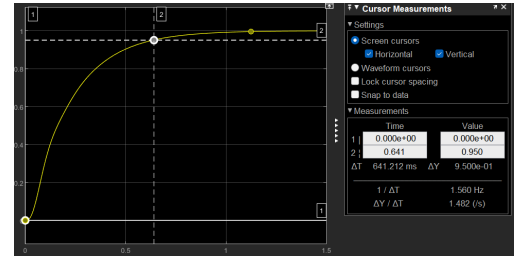 1
2
1
2
0.8
0.6
0.4
0.2
0
1
0
0.5
1
1.5
Cursor Measurements
Settings
Screen cursors
Horizontal Vertical
Waveform cursors
Lock cursor spacing
Snap to data
Measurements
Time Value
1 | 0.000e+00 0.000e+00
2 ¦ 0.641 0.950
ΔT 641.212 ms ΔY 9.500e-01
1 / ΔT 1.560 Hz
ΔY / ΔT 1.482 (/s)